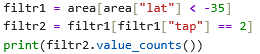 filtr1 = area[area["lat"] < -35]
filtr2 = filtr1[filtr1["tap"] == 2]
print(filtr2.value_counts())